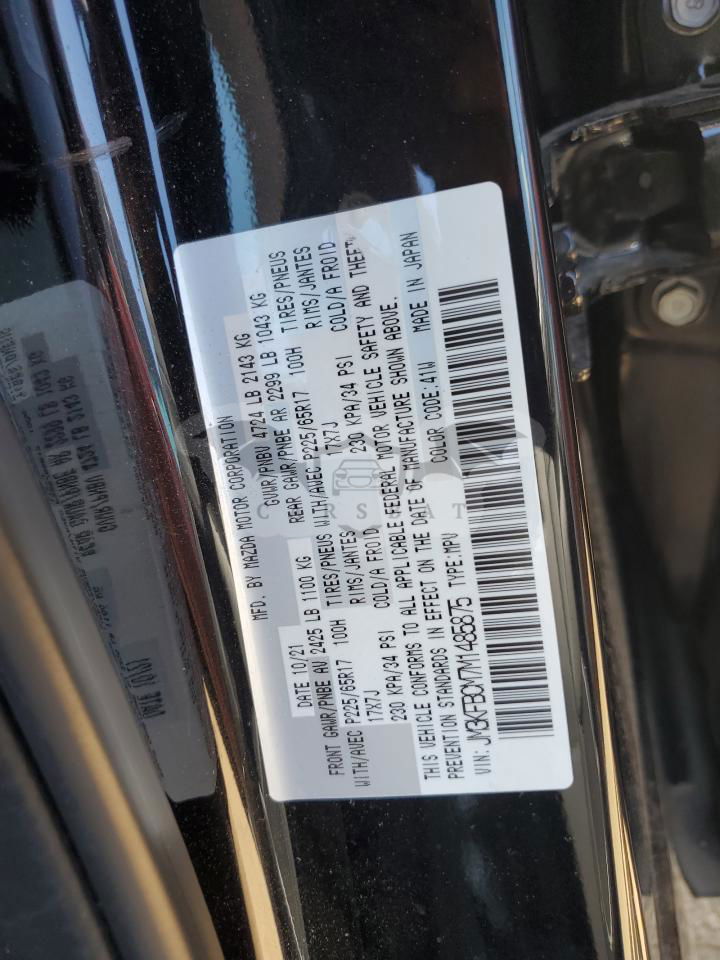 MFD. BY MAZDA MOTOR CORPORATION
DATE 10/21 GVWR/PNBV 4724 LB 2143 KG
FRONT GAWR/PNBE AV 2425 LB 1100 KG REAR GAWR/PNBE AR 2299 LB 1043 KG
WITH/AVEC P225/65R17 100H TIRES/PNEUS WITH/AVEC P225/65R17 100H TIRES/PNEUS
17X7J RIMS/JANTES 17X7J RIMS/JANTES
230 KPA/34 PSI COLD/A FROID 230 KPA/34 PSI COLD/A FROID
THIS VEHICLE CONFORMS TO ALL APPLICABLE FEDERAL MOTOR VEHICLE SAFETY AND THEFT
PREVENTION STANDARDS IN EFFECT ON THE DATE OF MANUFACTURE SHOWN ABOVE.
VIN: JM3KFBCM7M1485875 TYPE:MPV COLOR CODE:41W MADE IN JAPAN